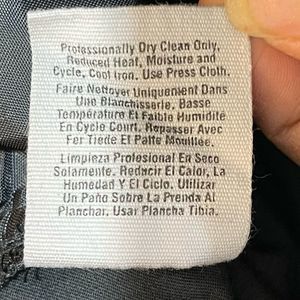 Professionally Dry Clean Only,
Reduced Heat, Moisture and
Cycle, Cool Iron. Use Press Cloth.
Faire Nettoyer Uniquement Dans
Une Blanchisserie, Basse
Température Et Faible Humidité
En Cycle Court. Repasser Avec
Fer Tiède Et Patte Mouillée.
Limpieza Profesional En Seco
Solamente. Reducir El Calor, La
Humedad Y El Ciclo. Utilizar
Un Paño Sobre La Prenda Al
Planchar. Usar Plancha Tibia.